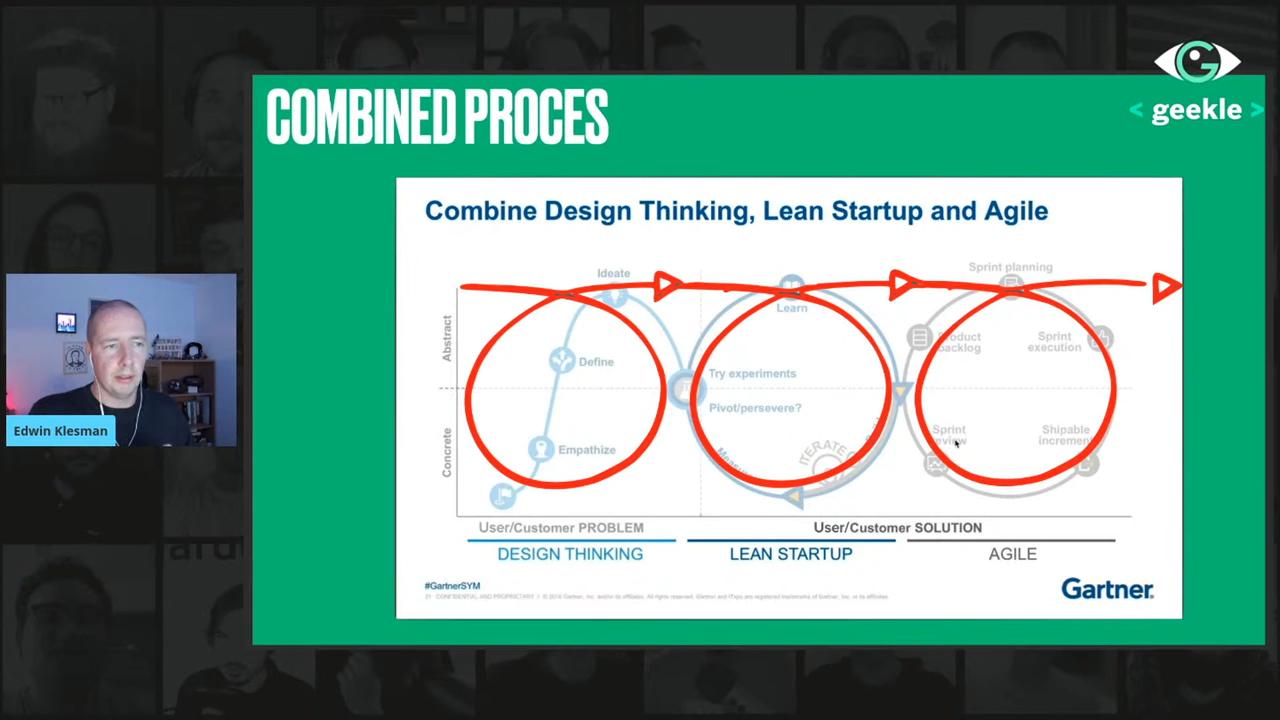 COMBINED PROCES
< geekle >
Combine Design Thinking, Lean Startup and Agile
Ideate
Sprint planning
Learn
Abstract
Product
backlog
Sprint
execution
Define
Try experiments
Pivot/persevere?
Concrete
Empathize
Sprint
Shipable
increment
ITERATE
User/Customer PROBLEM
User/Customer SOLUTION
DESIGN THINKING
LEAN STARTUP
AGILE
#GartnerSYM
Gartner
Edwin Klesman